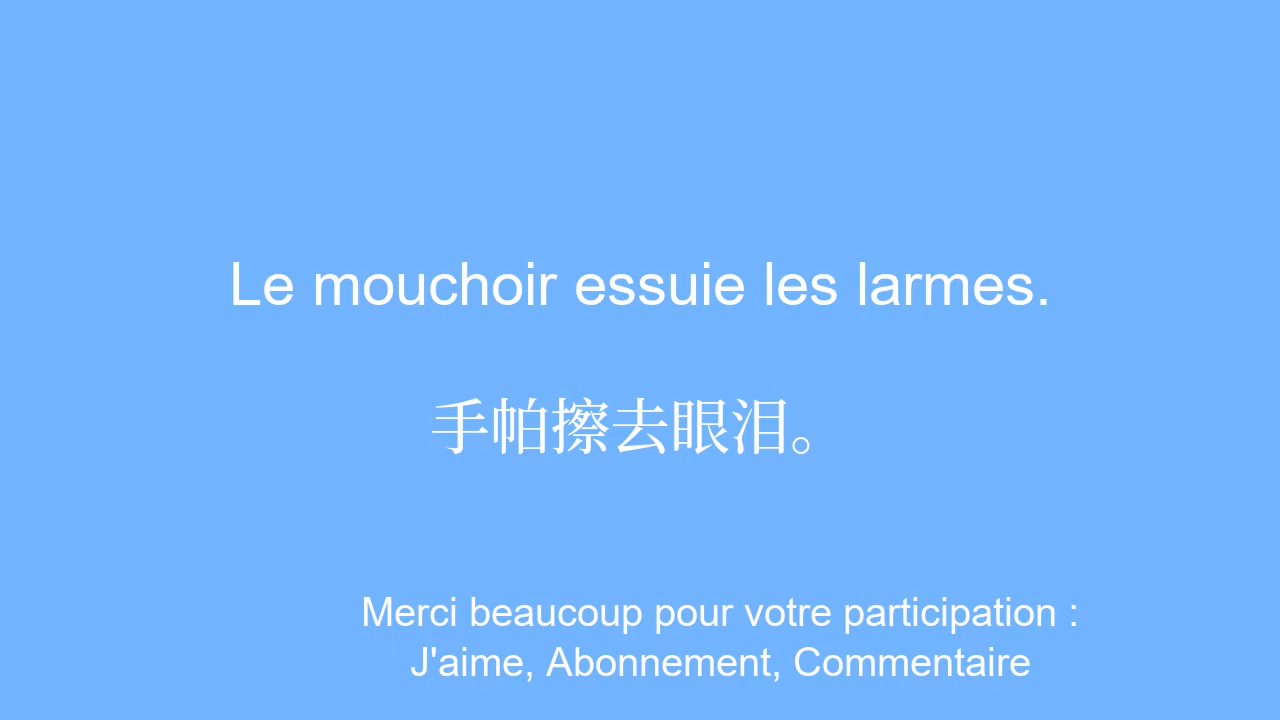 Le mouchoir essuie les larmes.
手帕擦去眼泪。
Merci beaucoup pour votre participation :
J'aime, Abonnement, Commentaire